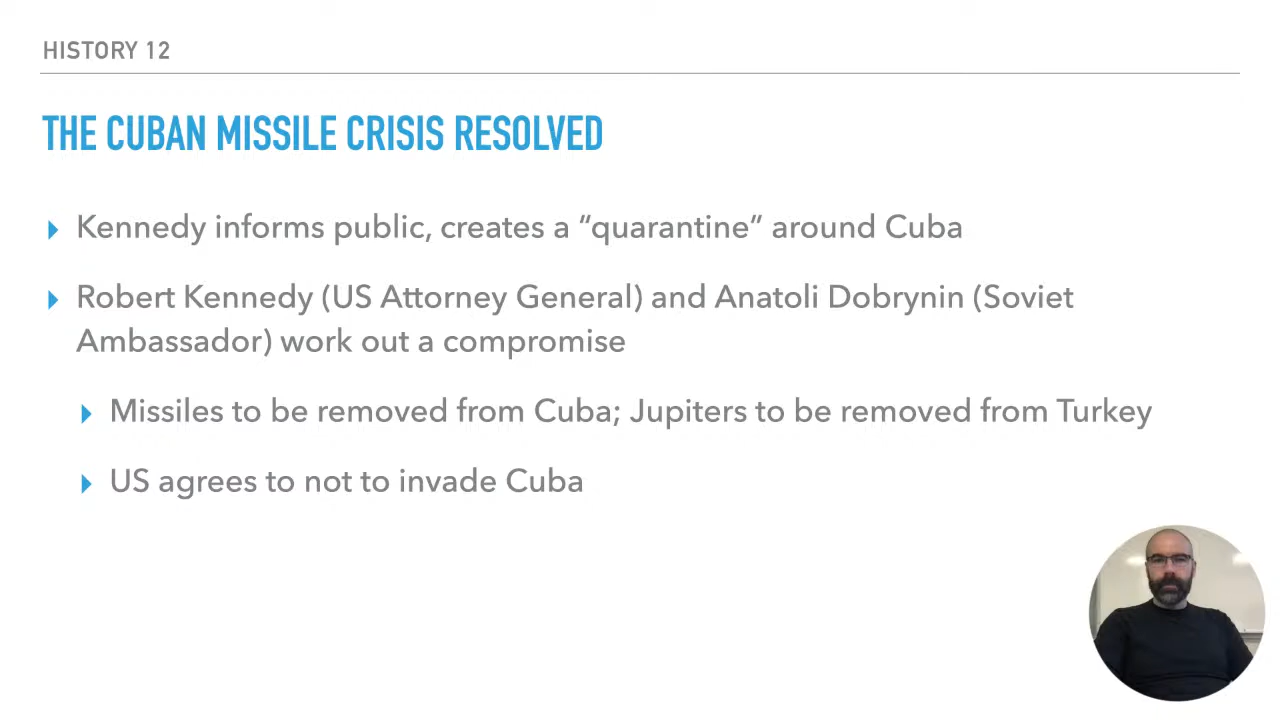 HISTORY 12
THE CUBAN MISSILE CRISIS RESOLVED
Kennedy informs public, creates a “quarantine” around Cuba
Robert Kennedy (US Attorney General) and Anatoli Dobrynin (Soviet
Ambassador) work out a compromise
Missiles to be removed from Cuba; Jupiters to be removed from Turkey
US agrees to not to invade Cuba